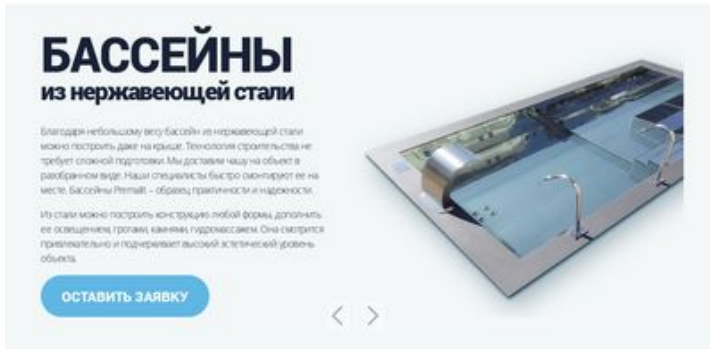 БАССЕЙНЫ
из нержавеющей стали
Благодаря небольшому весу бассейн из нержавеющей стали
можно построить даже на крыше. Технология строительства не
требует сложной подготовки. Мы доставим чашу на объект в
разобранном виде. Наши специалисты быстро смонтируют ее на
месте. Бассейны Premalit – образец практичности и надежности.
Из стали можно построить конструкцию любой формы, дополнить
ее освещением, гротами, камнями, гидромассажем. Она смотрится
привлекательно и подчеркивает высокий эстетический уровень
объекта.
ОСТАВИТЬ ЗАЯВКУ